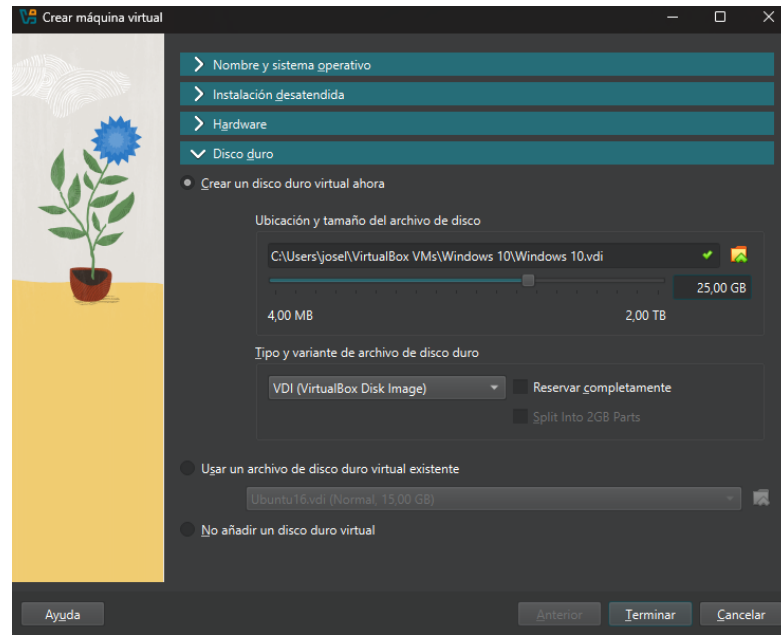 Crear máquina virtual
Nombre y sistema operativo
Instalación desatendida
Hardware
Disco duro
Crear un disco duro virtual ahora
Ubicación y tamaño del archivo de disco
C:\Users\josel\VirtualBox VMs\Windows 10\Windows 10.vdi
25,00 GB
4,00 MB 2,00 TB
Tipo y variante de archivo de disco duro
VDI (VirtualBox Disk Image) Reservar completamente
Split Into 2GB Parts
Usar un archivo de disco duro virtual existente
Ubuntu16.vdi (Normal, 15,00 GB)
No añadir un disco duro virtual
Ayuda Anterior Terminar Cancelar